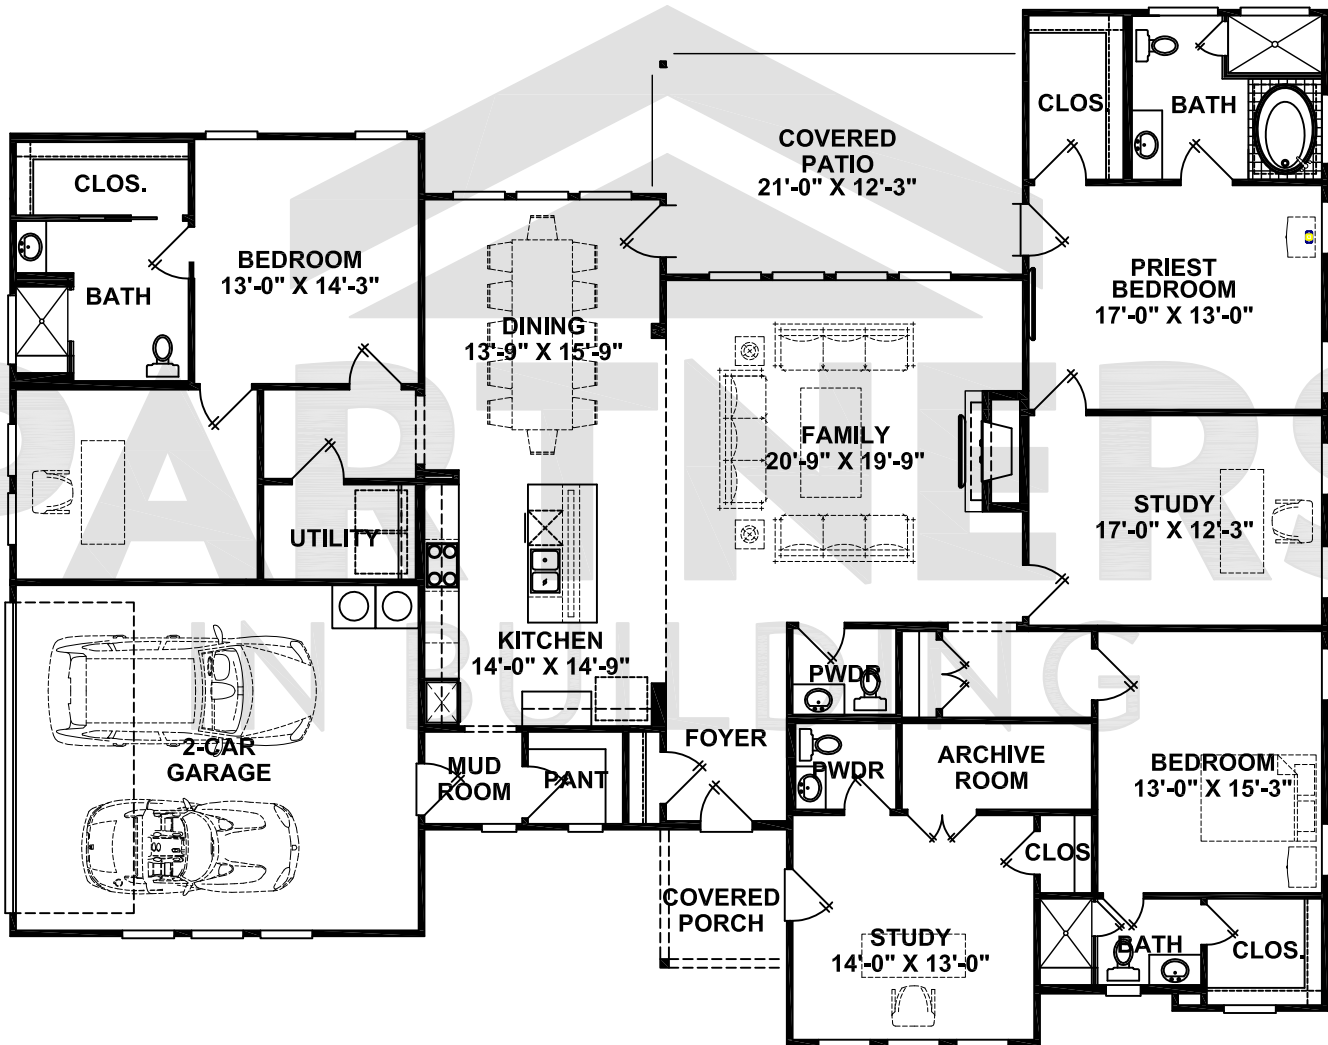 CLOS.
BATH
COVERED
PATIO
21'-0" X 12'-3"
CLOS.
BEDROOM
13'-0" X 14'-3"
BATH
DINING
13'-9" X 15'-9"
PRIEST
BEDROOM
17'-0" X 13'-0"
FAMILY
20'-9" X 19'-9"
STUDY
17'-0" X 12'-3"
UTILITY
KITCHEN
14'-0" X 14'-9"
PWDR
2-CAR
GARAGE
MUD
ROOM
PANT
FOYER
PWDR
ARCHIVE
ROOM
BEDROOM
13'-0" X 15'-3"
CLOS
COVERED
PORCH
STUDY
14'-0" X 13'-0"
BATH
CLOS.
PARTNERS
IN BUILDING